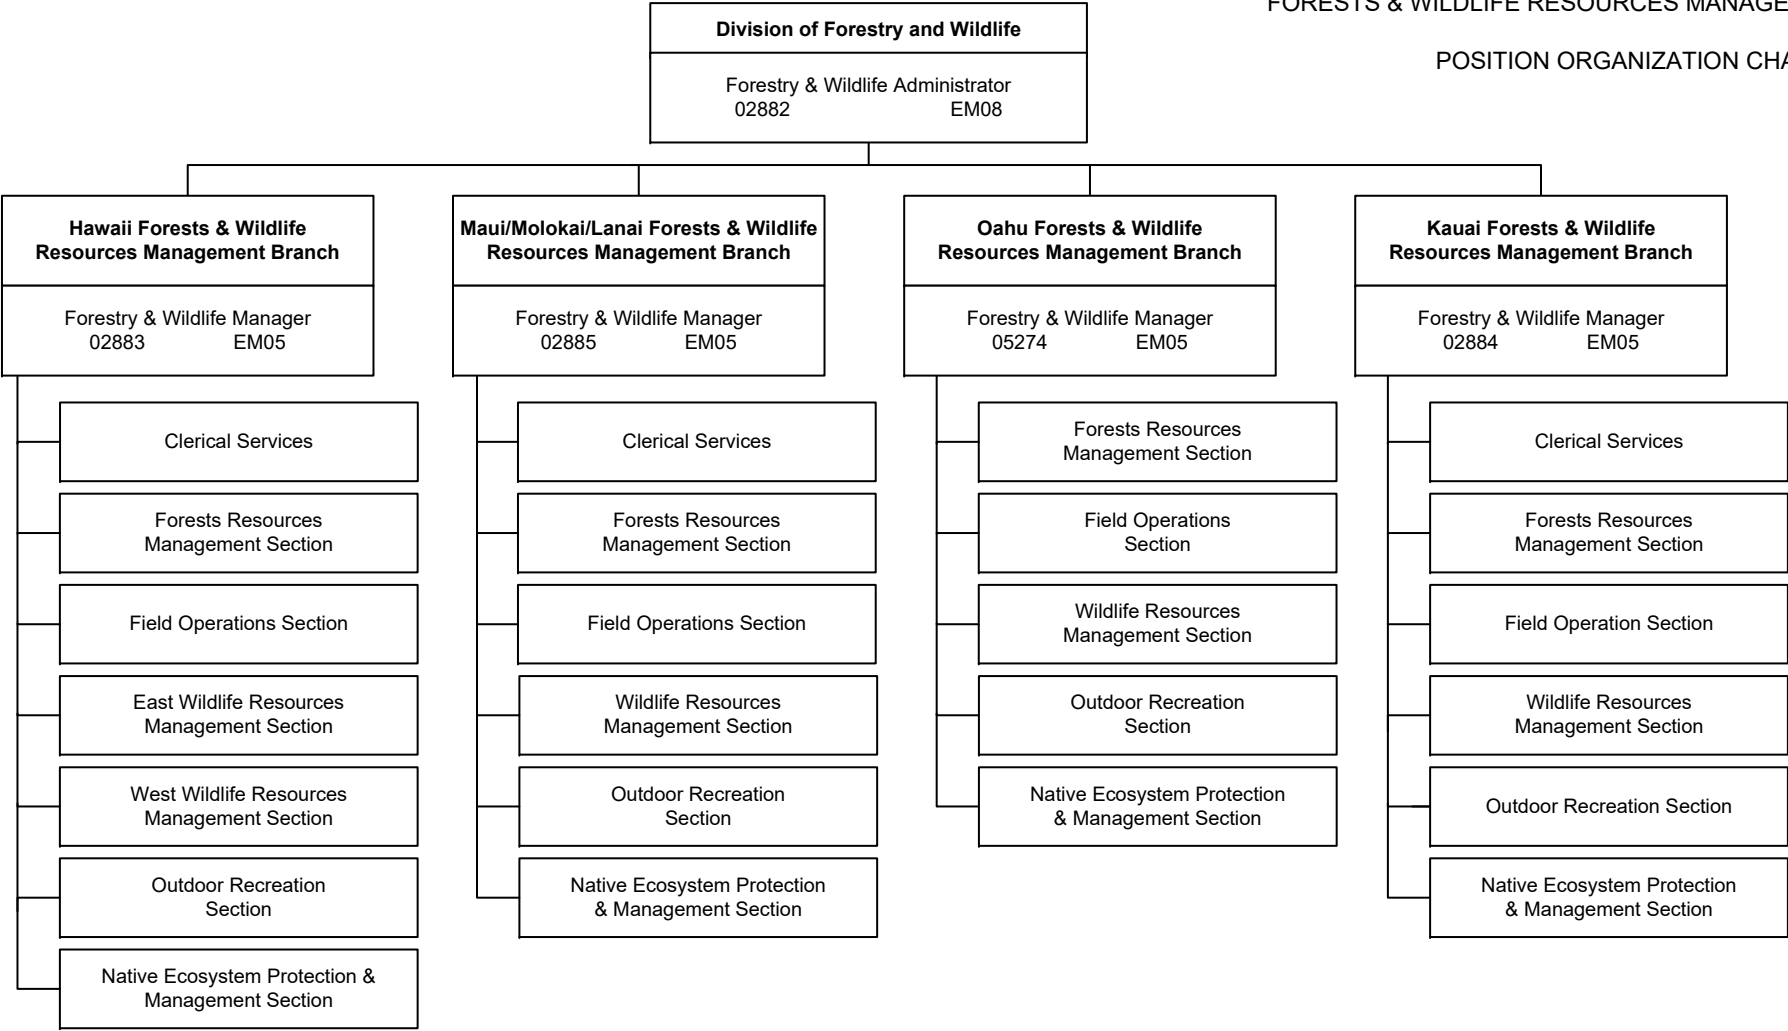 FORESTS & WILDLIFE RESOURCES
POSITION ORGANIZATION
Division of Forestry and Wildlife
Forestry & Wildlife Administrator
02882 EM08
Hawaii Forests & Wildlife
Resources Management Branch
Forestry & Wildlife Manager
02883 EM05
Clerical Services
Forests Resources
Management Section
Field Operations Section
East Wildlife Resources
Management Section
West Wildlife Resources
Management Section
Outdoor Recreation
Section
Native Ecosystem Protection &
Management Section
Maui/Molokai/Lanai Forests & Wildlife
Resources Management Branch
Forestry & Wildlife Manager
02885 EM05
Clerical Services
Forests Resources
Management Section
Field Operations Section
Wildlife Resources
Management Section
Outdoor Recreation
Section
Native Ecosystem Protection
& Management Section
Oahu Forests & Wildlife
Resources Management Branch
Forestry & Wildlife Manager
05274 EM05
Forests Resources
Management Section
Field Operations
Section
Wildlife Resources
Management Section
Outdoor Recreation
Section
Native Ecosystem Protection
& Management Section
Kauai Forests & Wildlife
Resources Management Branch
Forestry & Wildlife Manager
02884 EM05
Clerical Services
Forests Resources
Management Section
Field Operation Section
Wildlife Resources
Management Section
Outdoor Recreation Section
Native Ecosystem Protection
& Management Section